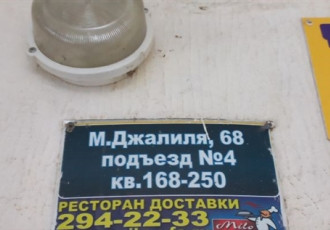 М.Джалиля, 68
подъезд №4
кв.168-250
РЕСТОРАН ДОСТАВКИ
294-22-33